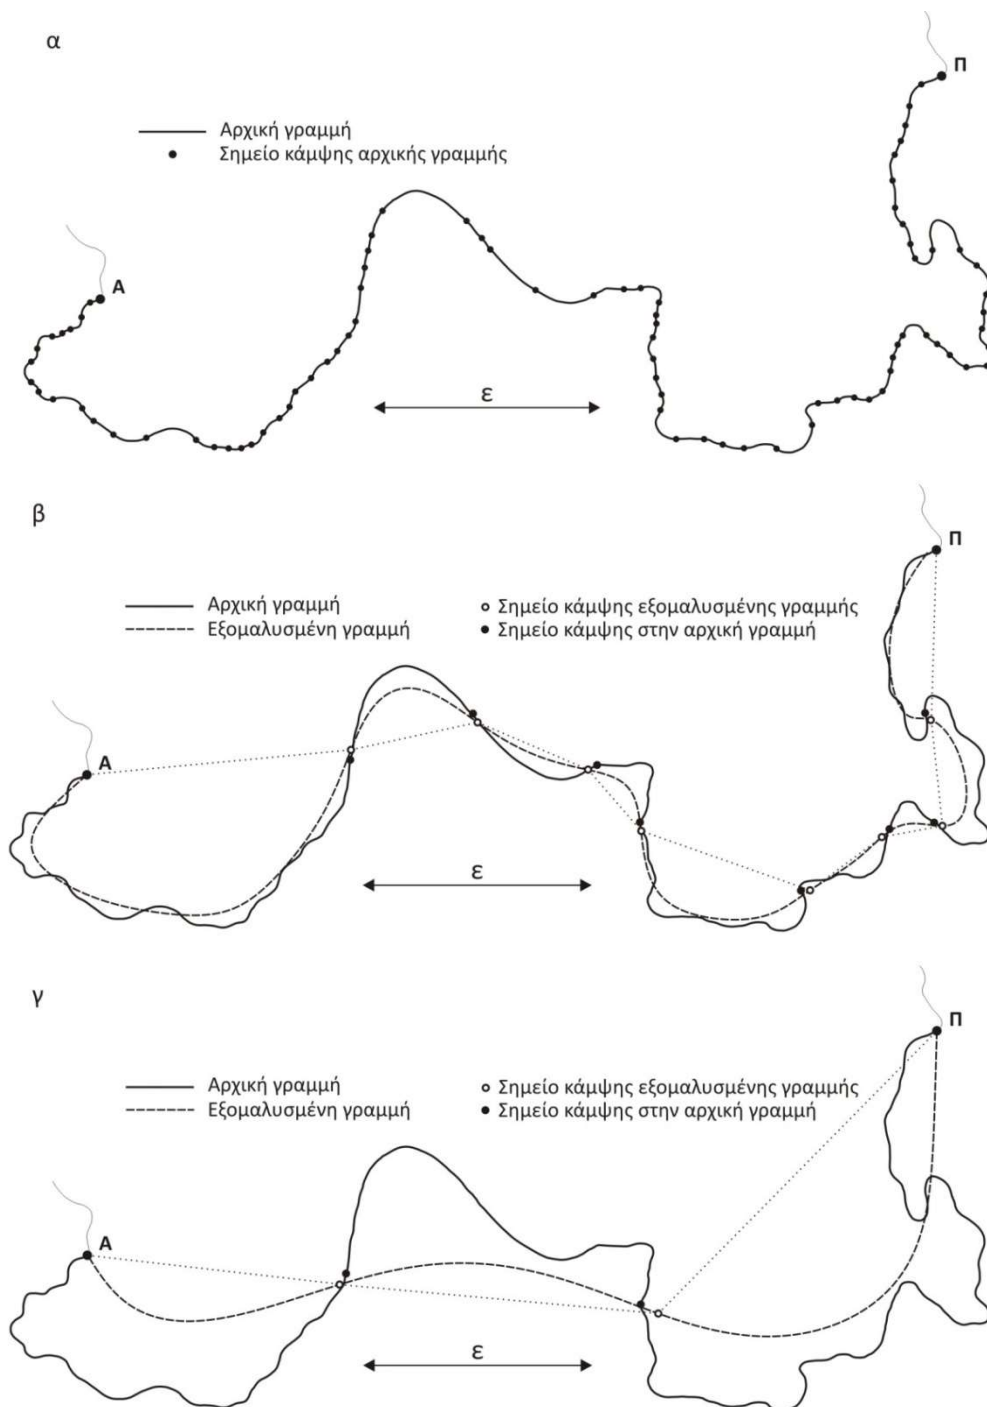 α
Π
Αρχική γραμμή
Σημείο κάμψης αρχικής γραμμής
Α
ε
β
Π
Αρχική γραμμή
Εξομαλυσμένη γραμμή
Σημείο κάμψης εξομαλυσμένης γραμμής
Σημείο κάμψης στην αρχική γραμμή
Α
ε
γ
Π
Αρχική γραμμή
Εξομαλυσμένη γραμμή
Σημείο κάμψης εξομαλυσμένης γραμμής
Σημείο κάμψης στην αρχική γραμμή
Α
ε